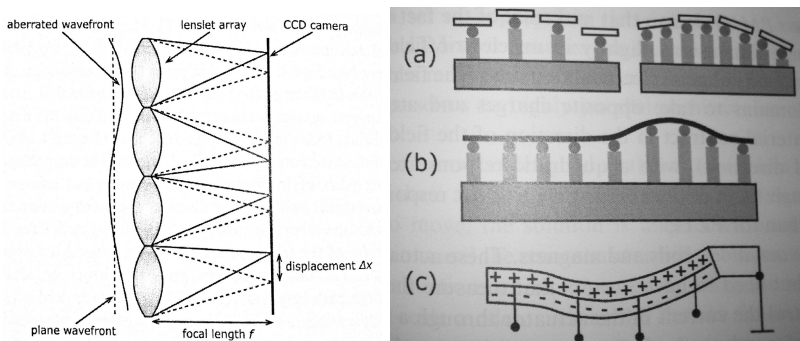 aberrated wavefront
lenslet array
CCD camera
displacement Δx
plane wavefront
focal length f
(a)
(b)
(c)
+ + + + + + + + + + + + +
- - - - - - - - - - -